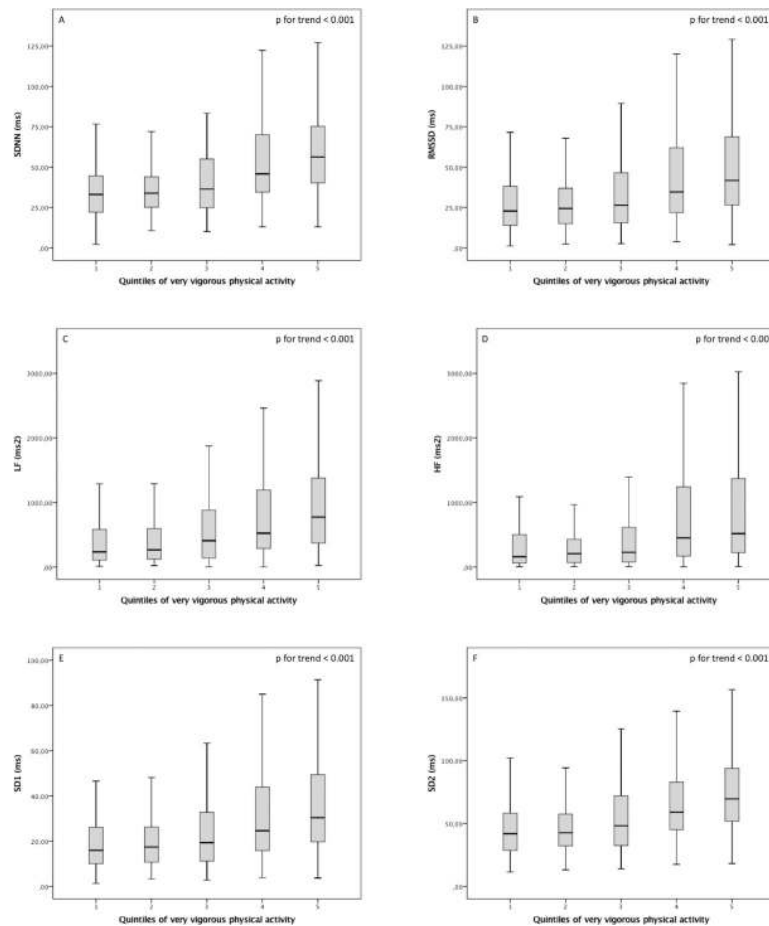 A
p for trend < 0.001
125,00
100,00
75,00
50,00
25,00
,00
SDNN (ms)
1 2 3 4 5
Quintiles of very vigorous physical activity
B
p for trend < 0.001
125,00
100,00
75,00
50,00
25,00
,00
RMSSD (ms)
1 2 3 4 5
Quintiles of very vigorous physical activity
C
p for trend < 0.001
3000,00
2000,00
1000,00
,00
LF (ms2)
1 2 3 4 5
Quintiles of very vigorous physical activity
D
p for trend < 0.00
3000,00
2000,00
1000,00
,00
HF (ms2)
1 2 3 4 5
Quintiles of very vigorous physical activity
E
p for trend < 0.001
100,00
80,00
60,00
40,00
20,00
,00
SD1 (ms)
1 2 3 4 5
Quintiles of very vigorous physical activity
F
p for trend < 0.001
150,00
100,00
50,00
,00
SD2 (ms)
1 2 3 4 5
Quintiles of very vigorous physical activity